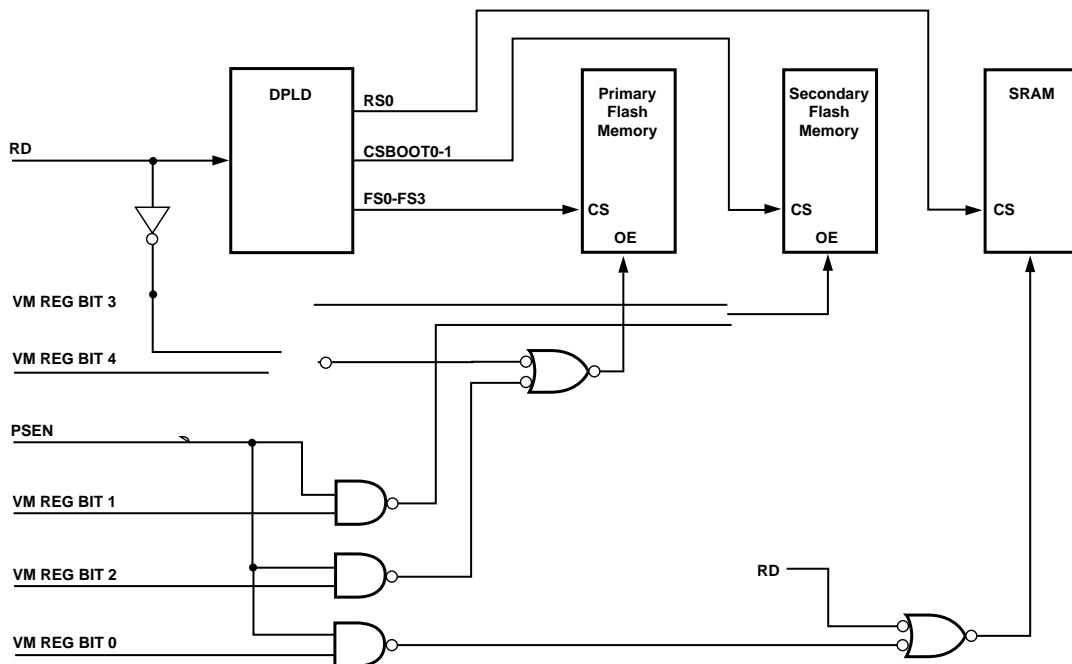 DPLD
RS0
CSBOOT0-1
FS0-FS3
Primary
Flash
Memory
CS
OE
Secondary
Flash
Memory
CS
OE
SRAM
CS
RD
VM REG BIT 3
VM REG BIT 4
PSEN
VM REG BIT 1
VM REG BIT 2
VM REG BIT 0
RD